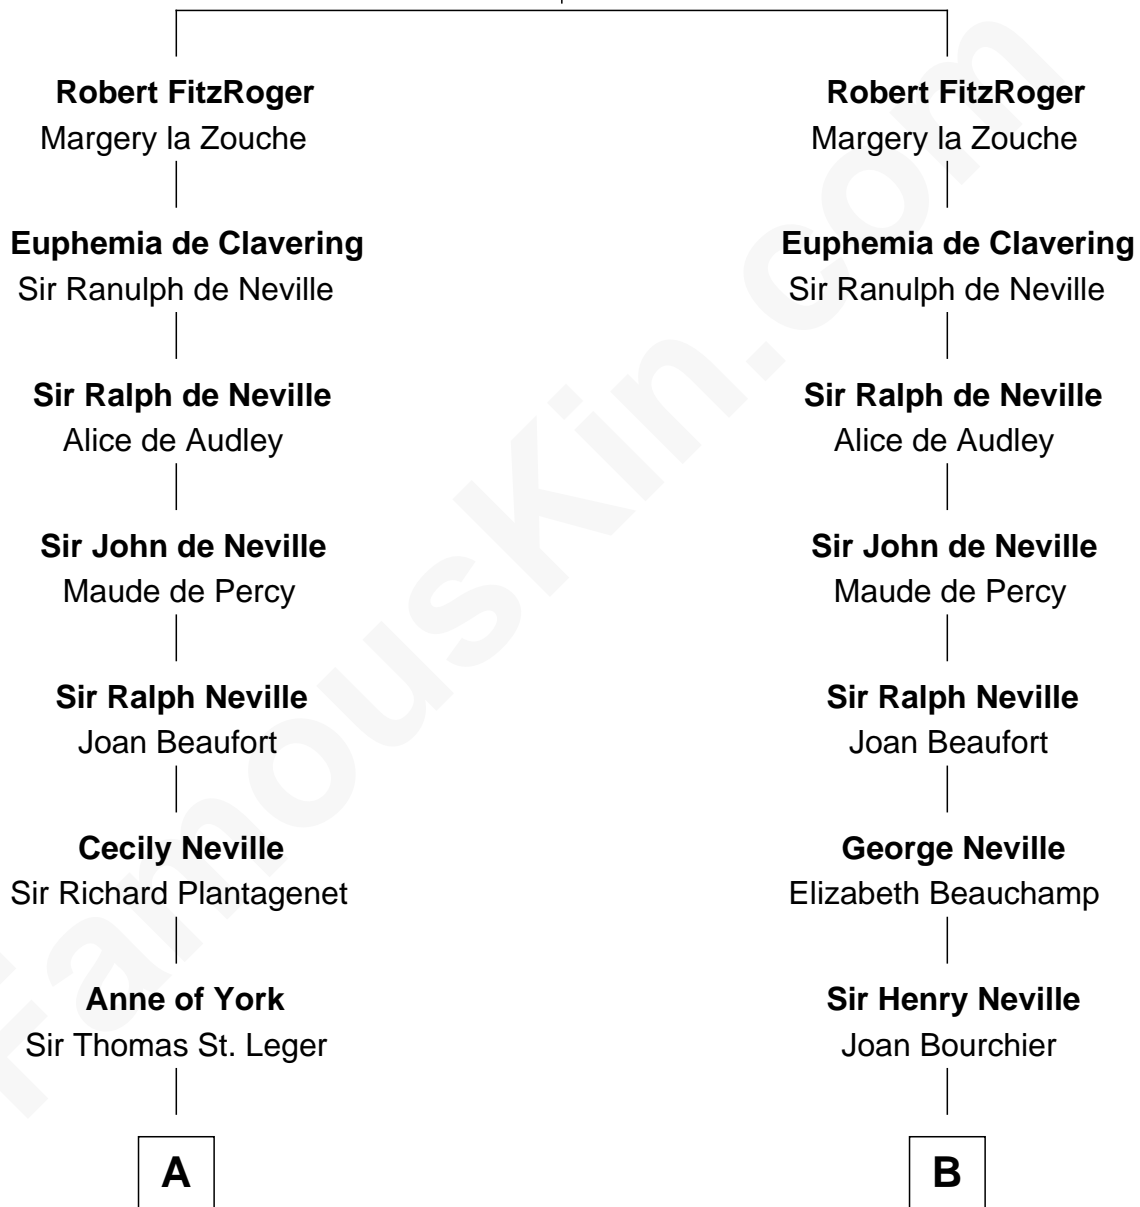 Robert FitzRoger
Margery la Zouche
Euphemia de Clavering
Sir Ranulph de Neville
Sir Ralph de Neville
Alice de Audley
Sir John de Neville
Maude de Percy
Sir Ralph Neville
Joan Beaufort
Cecily Neville
Sir Richard Plantagenet
Anne of York
Sir Thomas St. Leger
A
Robert FitzRoger
Margery la Zouche
Euphemia de Clavering
Sir Ranulph de Neville
Sir Ralph de Neville
Alice de Audley
Sir John de Neville
Maude de Percy
Sir Ralph Neville
Joan Beaufort
George Neville
Elizabeth Beauchamp
Sir Henry Neville
Joan Bourchier
B
FamousKin.com